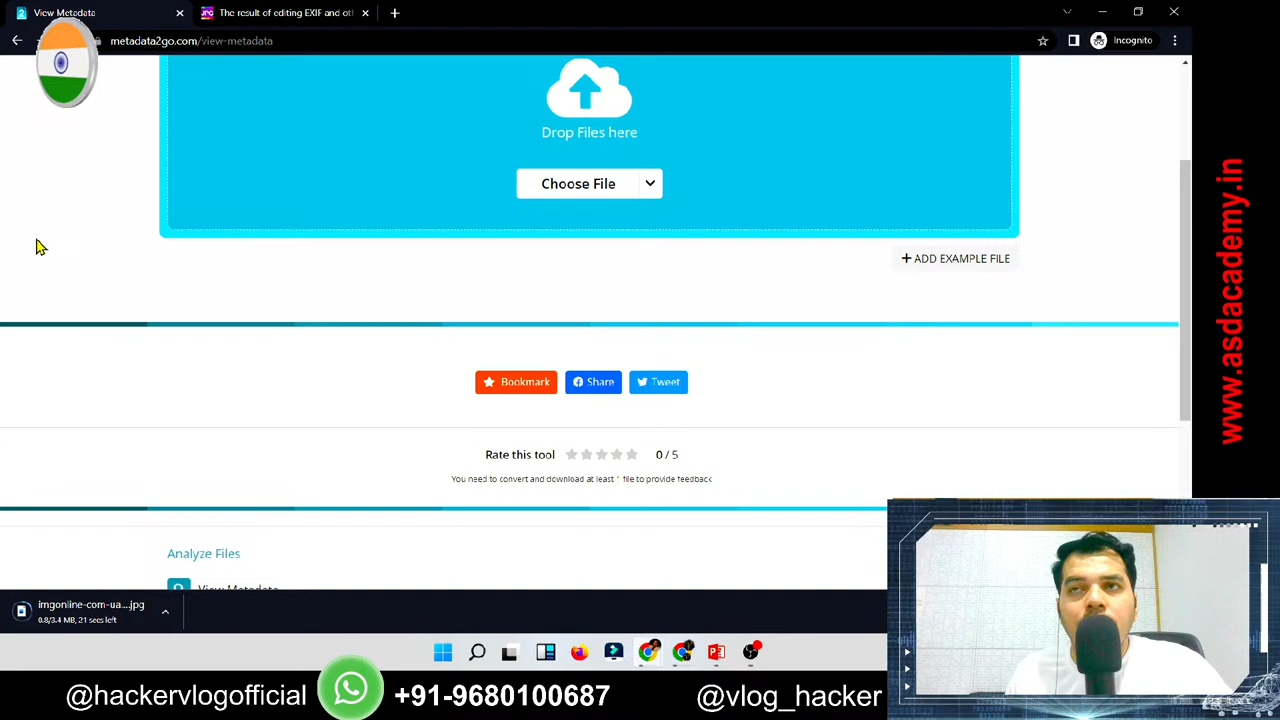 View Metadata
The result of editing EXIF and oth
metadata2go.com/view-metadata
Incognito
Drop Files here
Choose File
+ ADD EXAMPLE FILE
Bookmark
Share
Tweet
Rate this tool
0 / 5
You need to convert and download at least 1 file to provide feedback
Analyze Files
View Metadata
imgonline-com-ua....jpg
0.8/3.4 MB, 21 secs left
@hackervlogofficial
+91-9680100687
@vlog_hacker
www.asdacademy.in